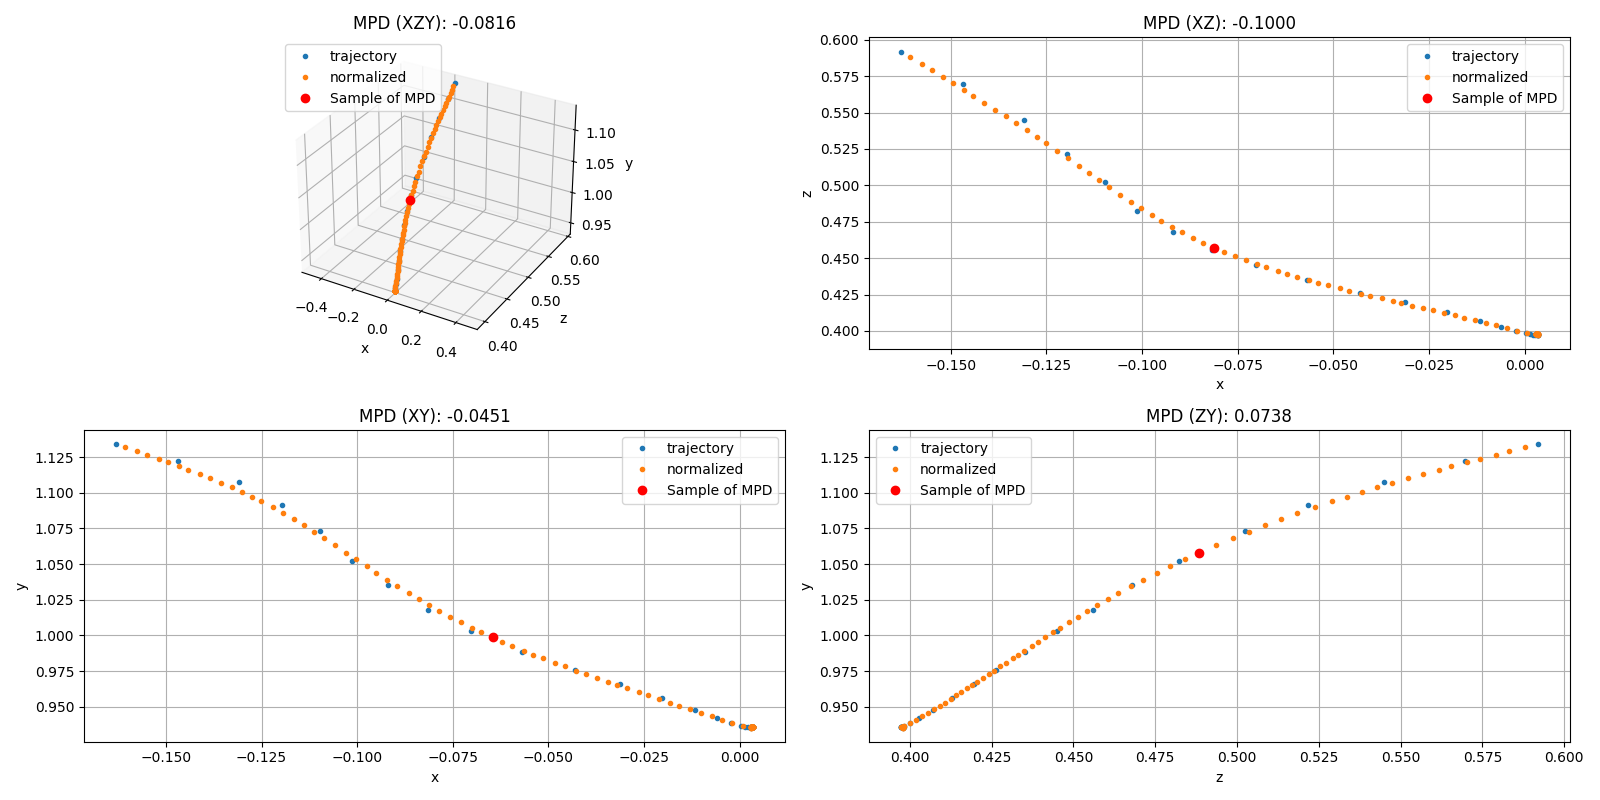 MPD (XZY): -0.0816
trajectory
normalized
Sample of MPD
1.10
1.05
1.00
0.95
y
−0.4
−0.2
0.0
0.2
0.4
x
0.40
0.45
0.50
0.55
0.60
z
MPD (XZ): -0.1000
trajectory
normalized
Sample of MPD
0.600
0.575
0.550
0.525
0.500
0.475
0.450
0.425
0.400
z
−0.150
−0.125
−0.100
−0.075
−0.050
−0.025
0.000
x
MPD (XY): -0.0451
trajectory
normalized
Sample of MPD
1.125
1.100
1.075
1.050
1.025
1.000
0.975
0.950
y
−0.150
−0.125
−0.100
−0.075
−0.050
−0.025
0.000
x
MPD (ZY): 0.0738
trajectory
normalized
Sample of MPD
1.125
1.100
1.075
1.050
1.025
1.000
0.975
0.950
y
0.400
0.425
0.450
0.475
0.500
0.525
0.550
0.575
0.600
z